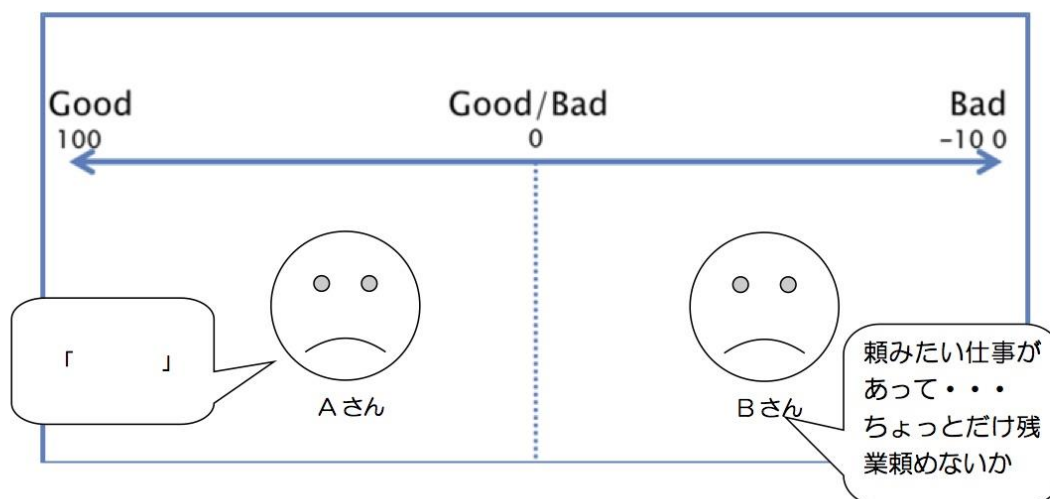 Good Good/Bad Bad
100 0 -10 0
「 」
Aさん
Bさん
頼みたい仕事が
あって・・・
ちょっとだけ残
業頼めないか